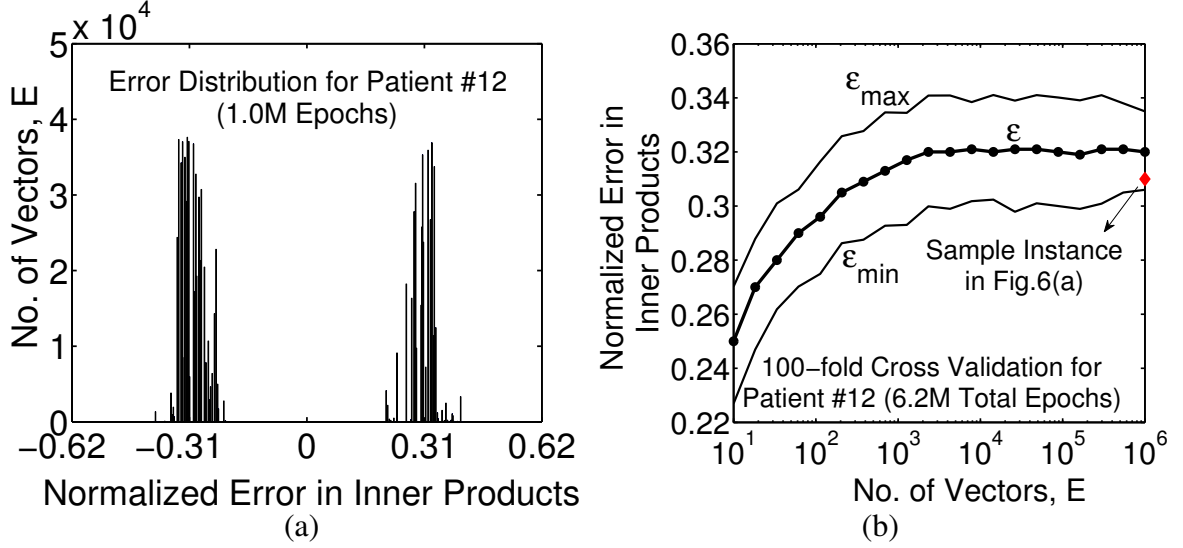 5 x 10^4
4
3
2
1
0
No. of Vectors, E
Error Distribution for Patient #12
(1.0M Epochs)
−0.62 −0.31 0 0.31 0.62
Normalized Error in Inner Products
(a)
0.36
0.34
0.32
0.3
0.28
0.26
0.24
0.22
Normalized Error in
Inner Products
ε_max
ε
ε_min
Sample Instance
in Fig.6(a)
100−fold Cross Validation for
Patient #12 (6.2M Total Epochs)
10^1 10^2 10^3 10^4 10^5 10^6
No. of Vectors, E
(b)